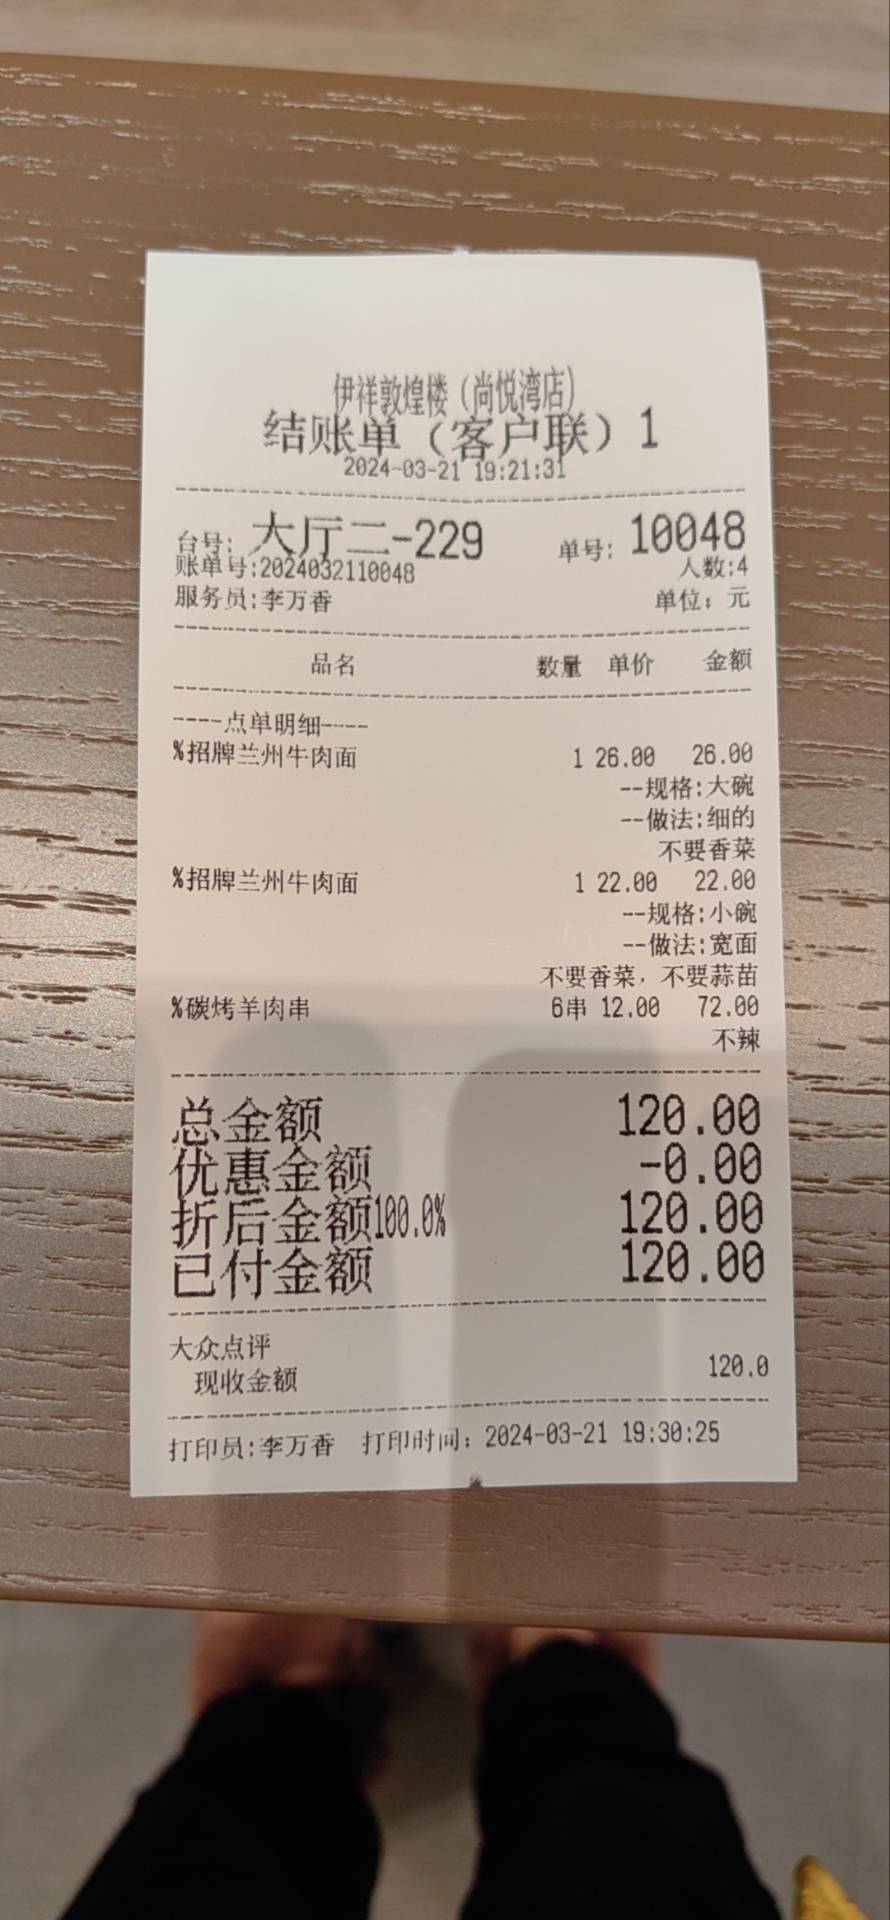 伊祥敦煌楼（尚悦湾店）
结账单（客户联）1
2024-03-21 19:21:31
台号：大厅二-229 单号：10048
账单号:2024032110048 人数:4
服务员:李万香 单位：元
品名 数量 单价 金额
----点单明细----
%招牌兰州牛肉面 1 26.00 26.00
--规格:大碗
--做法:细的
不要香菜
%招牌兰州牛肉面 1 22.00 22.00
--规格:小碗
--做法:宽面
不要香菜，不要蒜苗
%碳烤羊肉串 6串 12.00 72.00
不辣
总金额 120.00
优惠金额 -0.00
折后金额100.0% 120.00
已付金额 120.00
大众点评
现收金额 120.0
打印员:李万香 打印时间：2024-03-21 19:30:25